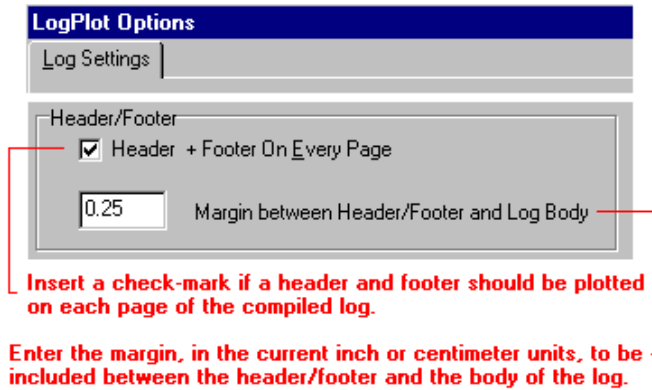 LogPlot Options
Log Settings
Header/Footer
Header + Footer On Every Page
0.25
Margin between Header/Footer and Log Body
Insert a check-mark if a header and footer should be plotted
on each page of the compiled log.
Enter the margin, in the current inch or centimeter units, to be
included between the header/footer and the body of the log.